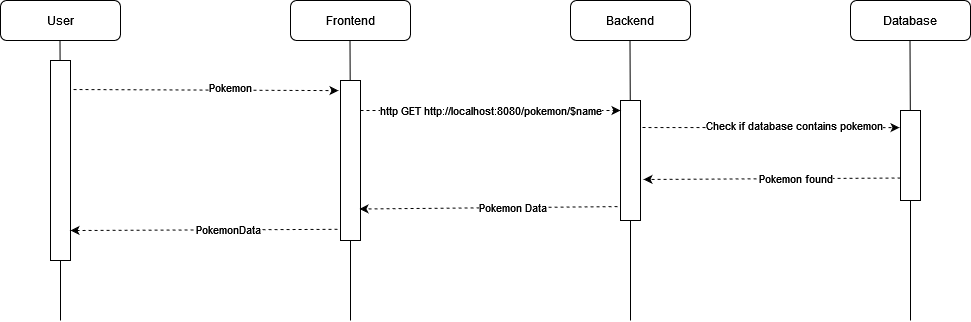 User
Frontend
Backend
Database
Pokemon
http GET http://localhost:8080/pokemon/$name
Check if database contains pokemon
Pokemon found
Pokemon Data
PokemonData